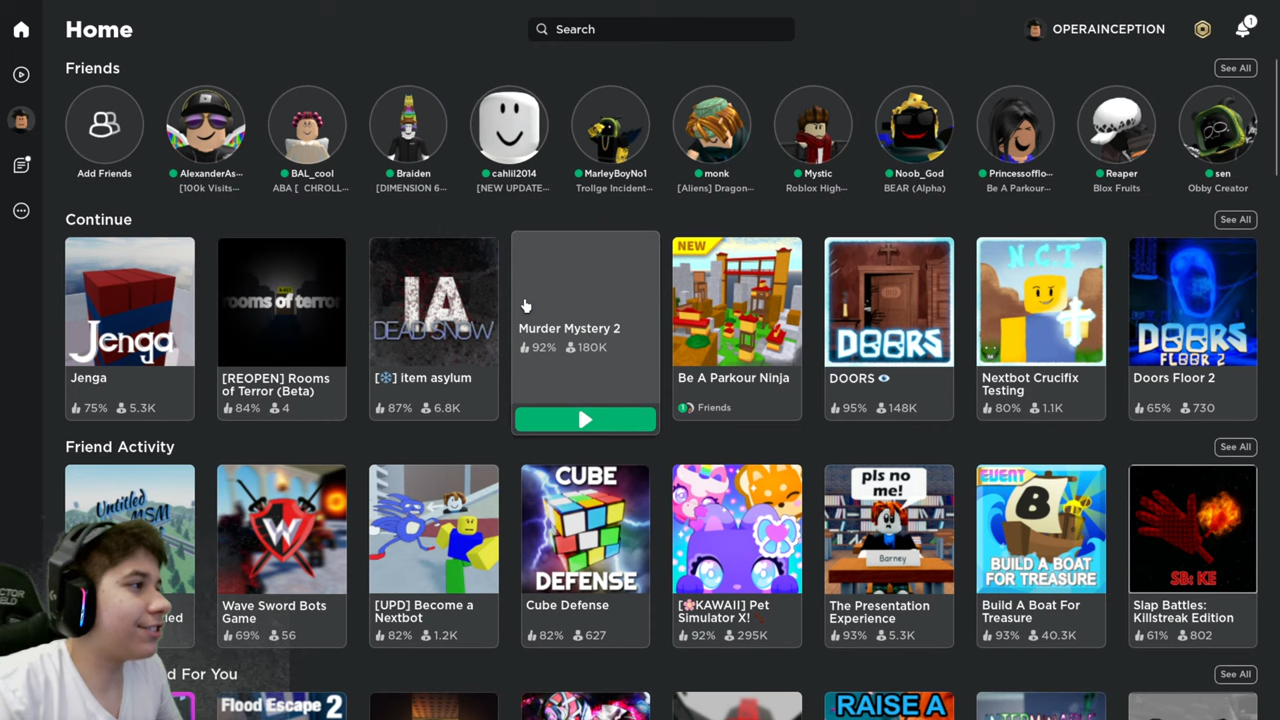 Home
Search
OPERAINCEPTION
1
Friends
See All
Add Friends
AlexanderAs...
BAL_cool
Braiden
cahlil2014
MarleyBoyNo1
monk
Mystic
Noob_God
Princessofflo...
Reaper
sen
[100k Visits...
ABA [ CHROLL...
[DIMENSION 6...
[NEW UPDATE...
Trollge Incident...
[Aliens] Dragon...
Roblox High...
BEAR (Alpha)
Be A Parkour...
Blox Fruits
Obby Creator
Continue
See All
Jenga
rooms of terror
IA
DEAD SNOW
NEW
DOORS
N.C.T
DOORS
FLOOR 2
Jenga
75% 5.3K
[REOPEN] Rooms
of Terror (Beta)
84% 4
[❄] item asylum
87% 6.8K
Murder Mystery 2
92% 180K
Be A Parkour Ninja
1 Friends
DOORS 👁
95% 148K
Nextbot Crucifix
Testing
80% 1.1K
Doors Floor 2
65% 730
Friend Activity
See All
Untitled
MSM
W
CUBE
DEFENSE
pls no
me!
Barney
EVENT
B
BUILD A BOAT
FOR TREASURE
SB: KE
Wave Sword Bots
Game
69% 56
[UPD] Become a
Nextbot
82% 1.2K
Cube Defense
82% 627
[🌸KAWAII] Pet
Simulator X!
92% 295K
The Presentation
Experience
93% 5.3K
Build A Boat For
Treasure
93% 40.3K
Slap Battles:
Killstreak Edition
61% 802
d For You
See All
Flood Escape 2
RAISE A